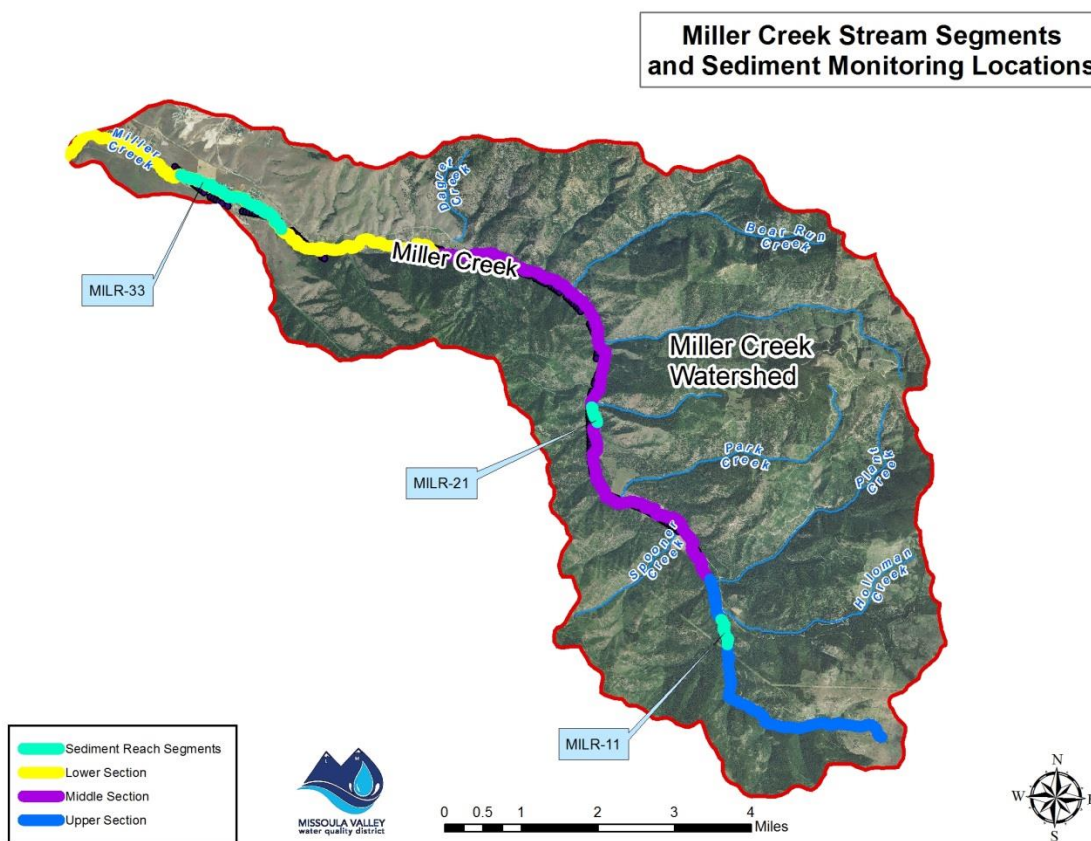 Miller Creek Stream Segments
and Sediment Monitoring Locations
Miller
Creek
Dagret
Creek
Bear Run
Creek
Miller Creek
MILR-33
Miller Creek
Watershed
MILR-21
Park
Creek
Plant
Creek
Spooner
Creek
Holloman
Creek
MILR-11
Sediment Reach Segments
Lower Section
Middle Section
Upper Section
L M
MISSOULA VALLEY
water quality district
0 0.5 1 2 3 4
Miles
N
W E
S